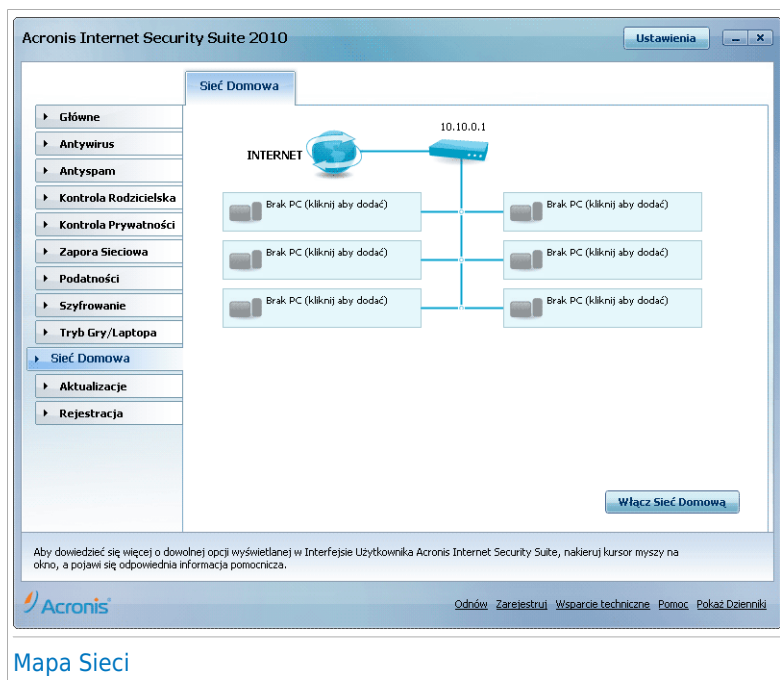 Acronis Internet Security Suite 2010
Ustawienia
Sieć Domowa
Główne
Antywirus
Antyspam
Kontrola Rodzicielska
Kontrola Prywatności
Zapora Sieciowa
Podatności
Szyfrowanie
Tryb Gry/Laptopa
Sieć Domowa
Aktualizacje
Rejestracja
10.10.0.1
INTERNET
Brak PC (kliknij aby dodać)
Brak PC (kliknij aby dodać)
Brak PC (kliknij aby dodać)
Brak PC (kliknij aby dodać)
Brak PC (kliknij aby dodać)
Brak PC (kliknij aby dodać)
Włącz Sieć Domową
Aby dowiedzieć się więcej o dowolnej opcji wyświetlanej w Interfejsie Użytkownika Acronis Internet Security Suite, nakieruj kursor myszy na
okno, a pojawi się odpowiednia informacja pomocnicza.
Acronis
Odnów Zarejestruj Wsparcie techniczne Pomoc Pokaż Dzienniki
Mapa Sieci